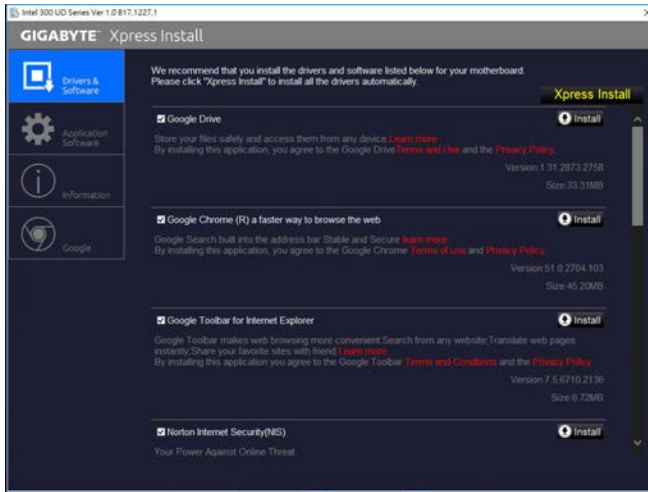 Intel 300 UD Series Ver 1.0 B17.1227.1
GIGABYTE™ Xpress Install
Drivers &
Software
Application
Software
Information
Google
We recommend that you install the drivers and software listed below for your motherboard.
Please click "Xpress Install" to install all the drivers automatically.
Xpress Install
Google Drive
Install
Store your files safely and access them from any device.Learn more
By installing this application, you agree to the Google DriveTerms and Use and the Privacy Policy
Version:1.31.2873.2758
Size:33.31MB
Google Chrome (R) a faster way to browse the web
Install
Google Search built into the address bar Stable and Secure learn more
By installing this application, you agree to the Google Chrome Terms of use and Privacy Policy.
Version:51.0.2704.103
Size:45.20MB
Google Toolbar for Internet Explorer
Install
Google Toolbar makes web browsing more convenient.Search from any website;Translate web pages
instantly;Share your favorite sites with friend.Learn more
By installing this application you agree to the Google Toolbar Terms and Conditions and the Privacy Policy
Version:7.5.6710.2136
Size:6.72MB
Norton Internet Security(NIS)
Install
Your Power Against Online Threat.